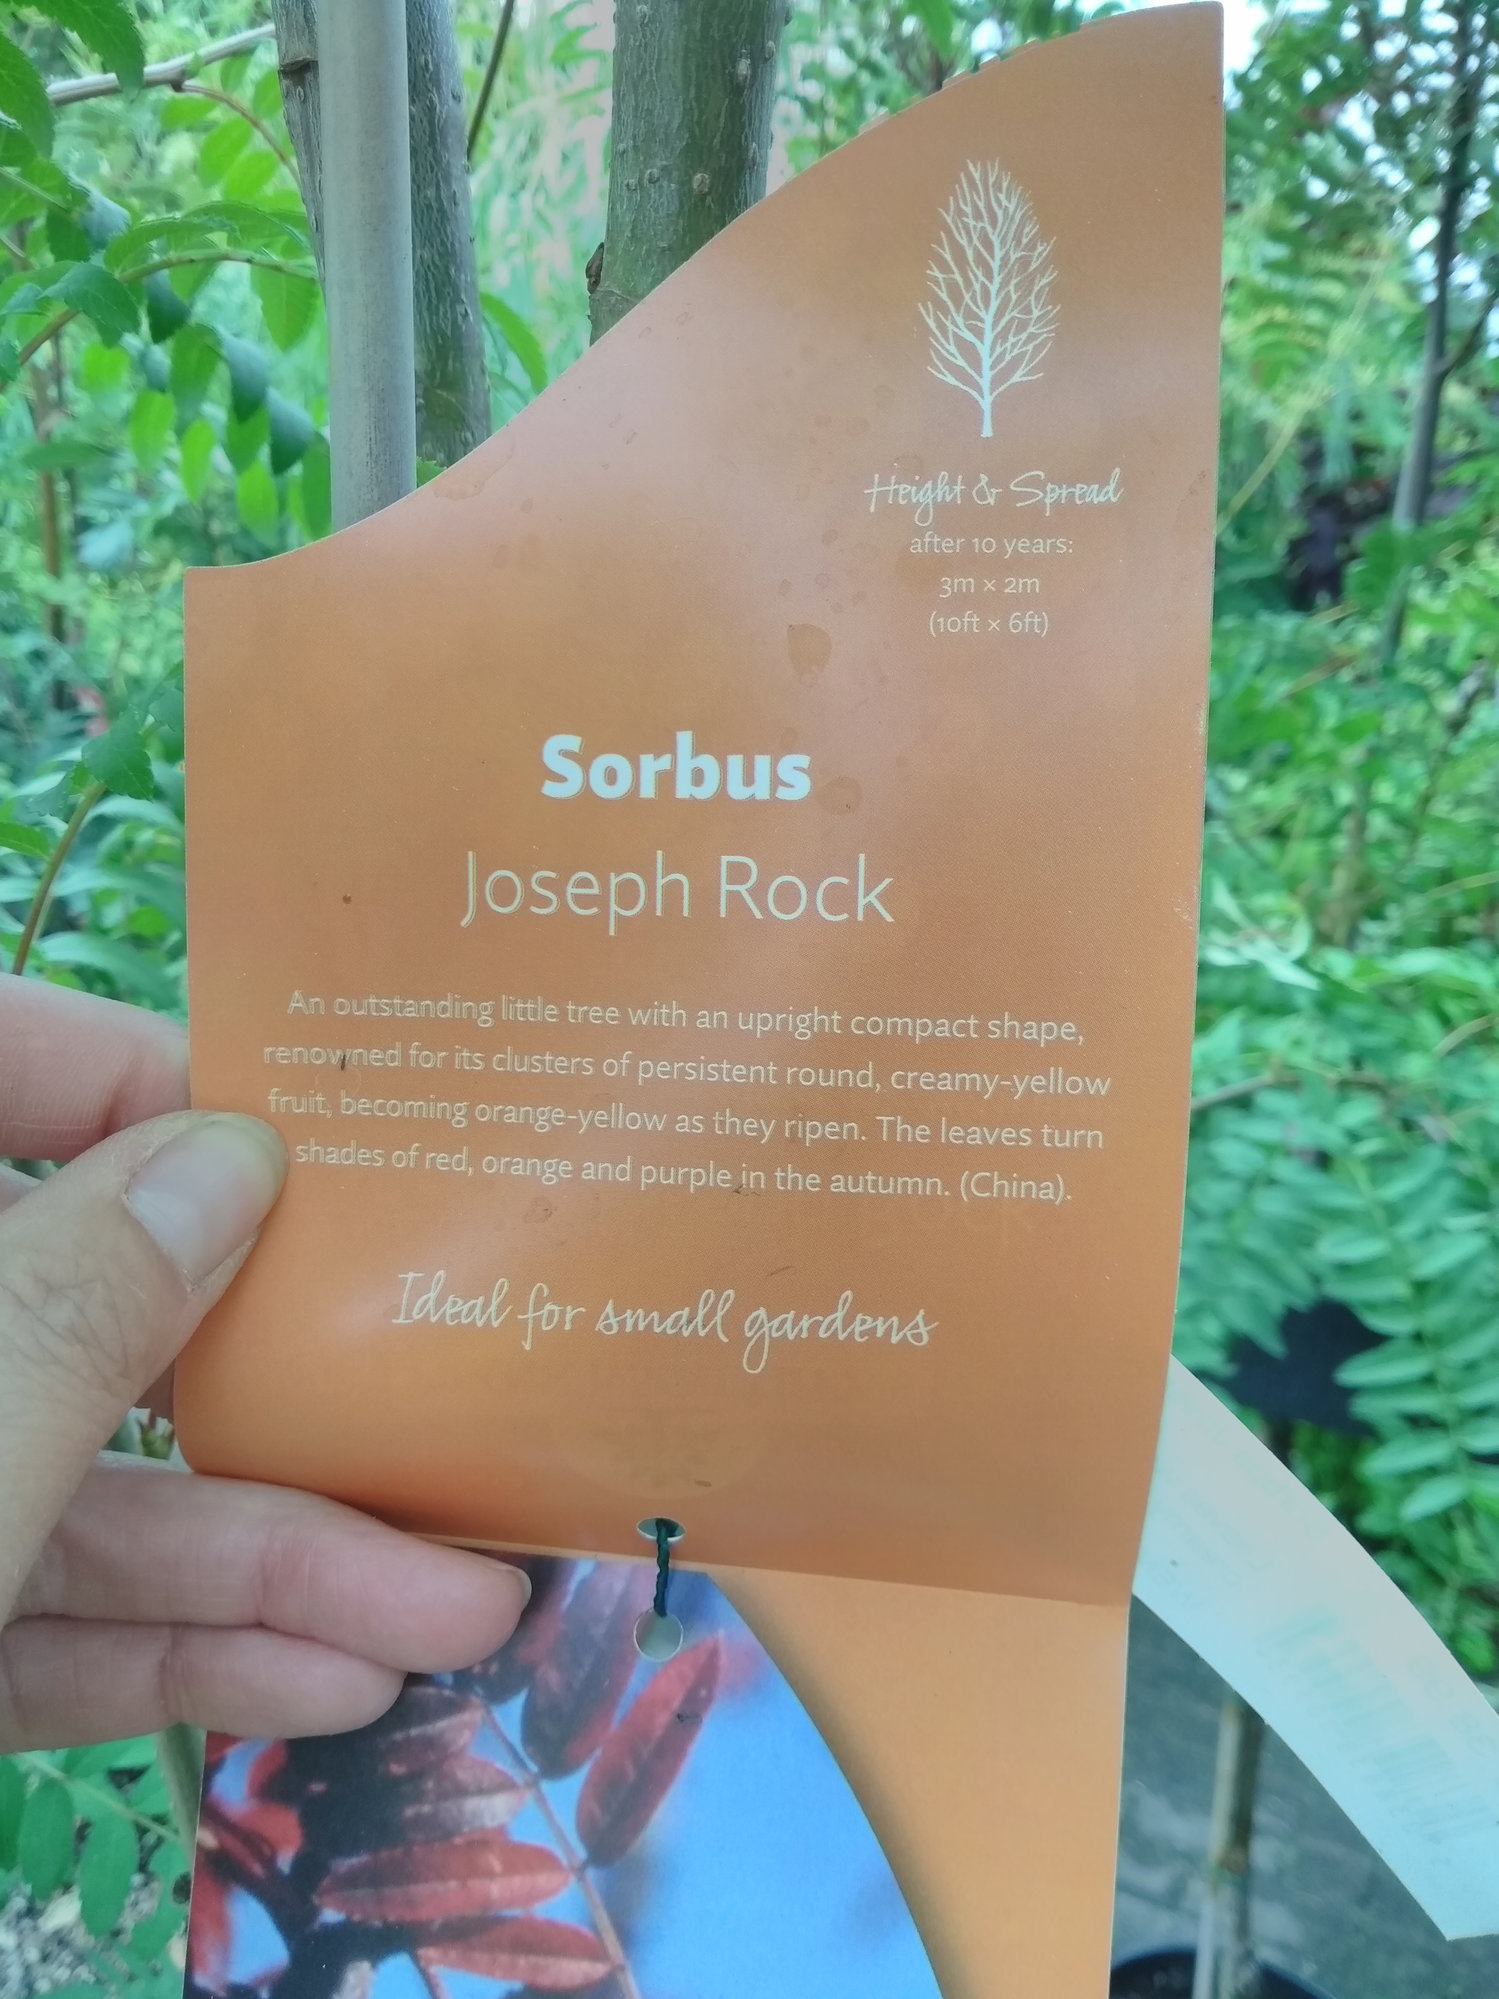 Height & Spread
after 10 years:
3m × 2m
(10ft × 6ft)
Sorbus
Joseph Rock
An outstanding little tree with an upright compact shape,
renowned for its clusters of persistent round, creamy-yellow
fruit, becoming orange-yellow as they ripen. The leaves turn
shades of red, orange and purple in the autumn. (China).
Ideal for small gardens